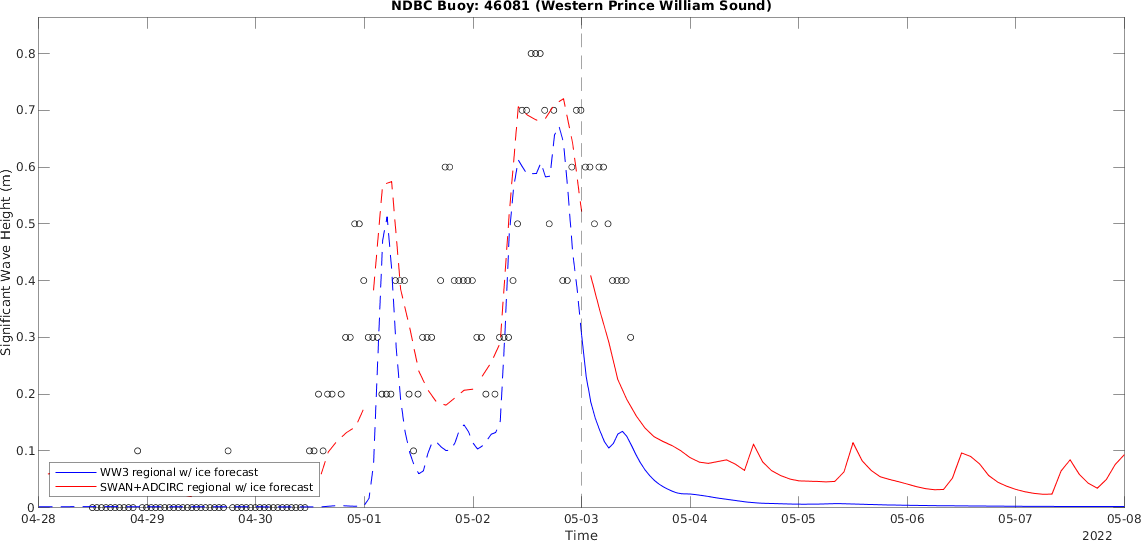 NDBC Buoy: 46081 (Western Prince William Sound)
Significant Wave Height (m)
0.8
0.7
0.6
0.5
0.4
0.3
0.2
0.1
0
WW3 regional w/ ice forecast
SWAN+ADCIRC regional w/ ice forecast
04-28 04-29 04-30 05-01 05-02 05-03 05-04 05-05 05-06 05-07 05-08
Time
2022